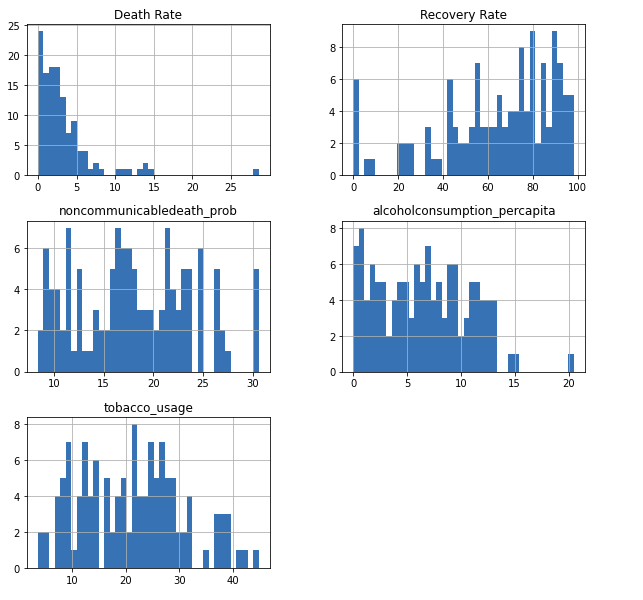 Death Rate
25
20
15
10
5
0
0 5 10 15 20 25
Recovery Rate
8
6
4
2
0
0 20 40 60 80 100
noncommunicabledeath_prob
6
4
2
0
10 15 20 25 30
alcoholconsumption_percapita
8
6
4
2
0
0 5 10 15 20
tobacco_usage
8
6
4
2
0
10 20 30 40